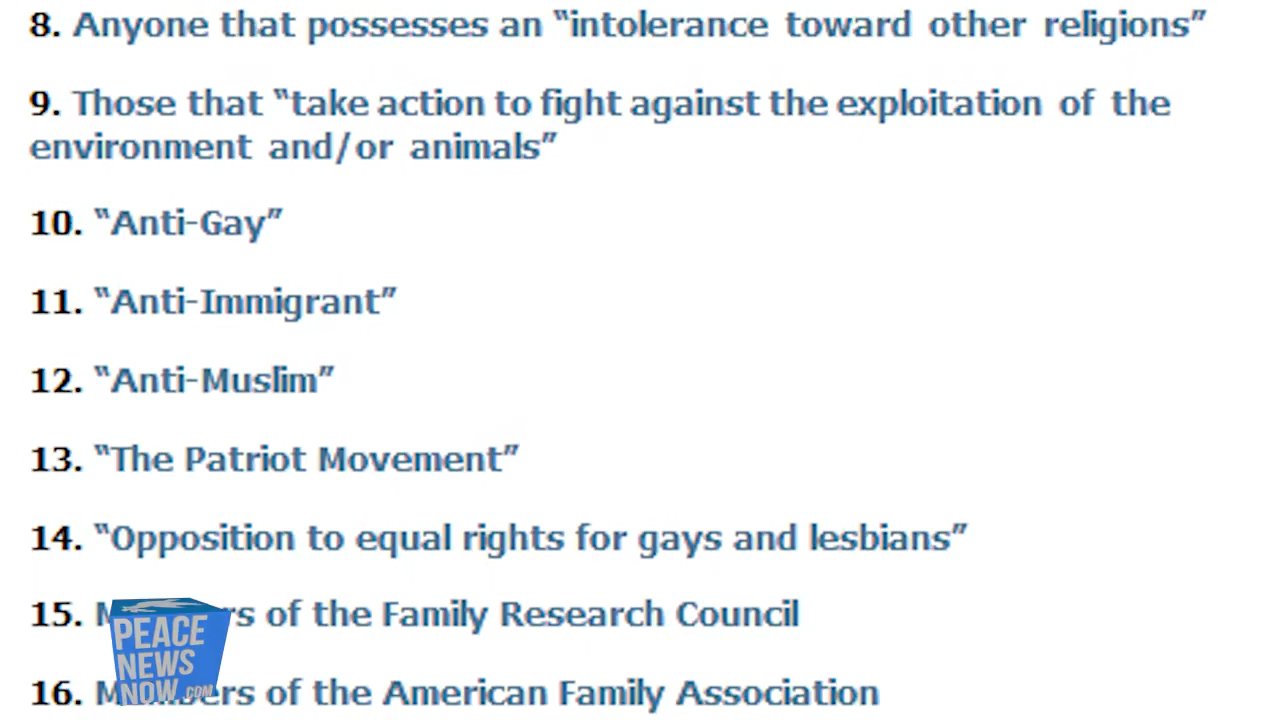 8. Anyone that possesses an “intolerance toward other religions”
9. Those that “take action to fight against the exploitation of the
environment and/or animals”
10. “Anti-Gay”
11. “Anti-Immigrant”
12. “Anti-Muslim”
13. “The Patriot Movement”
14. “Opposition to equal rights for gays and lesbians”
15. of the Family Research Council
16. of the American Family Association
PEACE
NEWS
NOW.COM